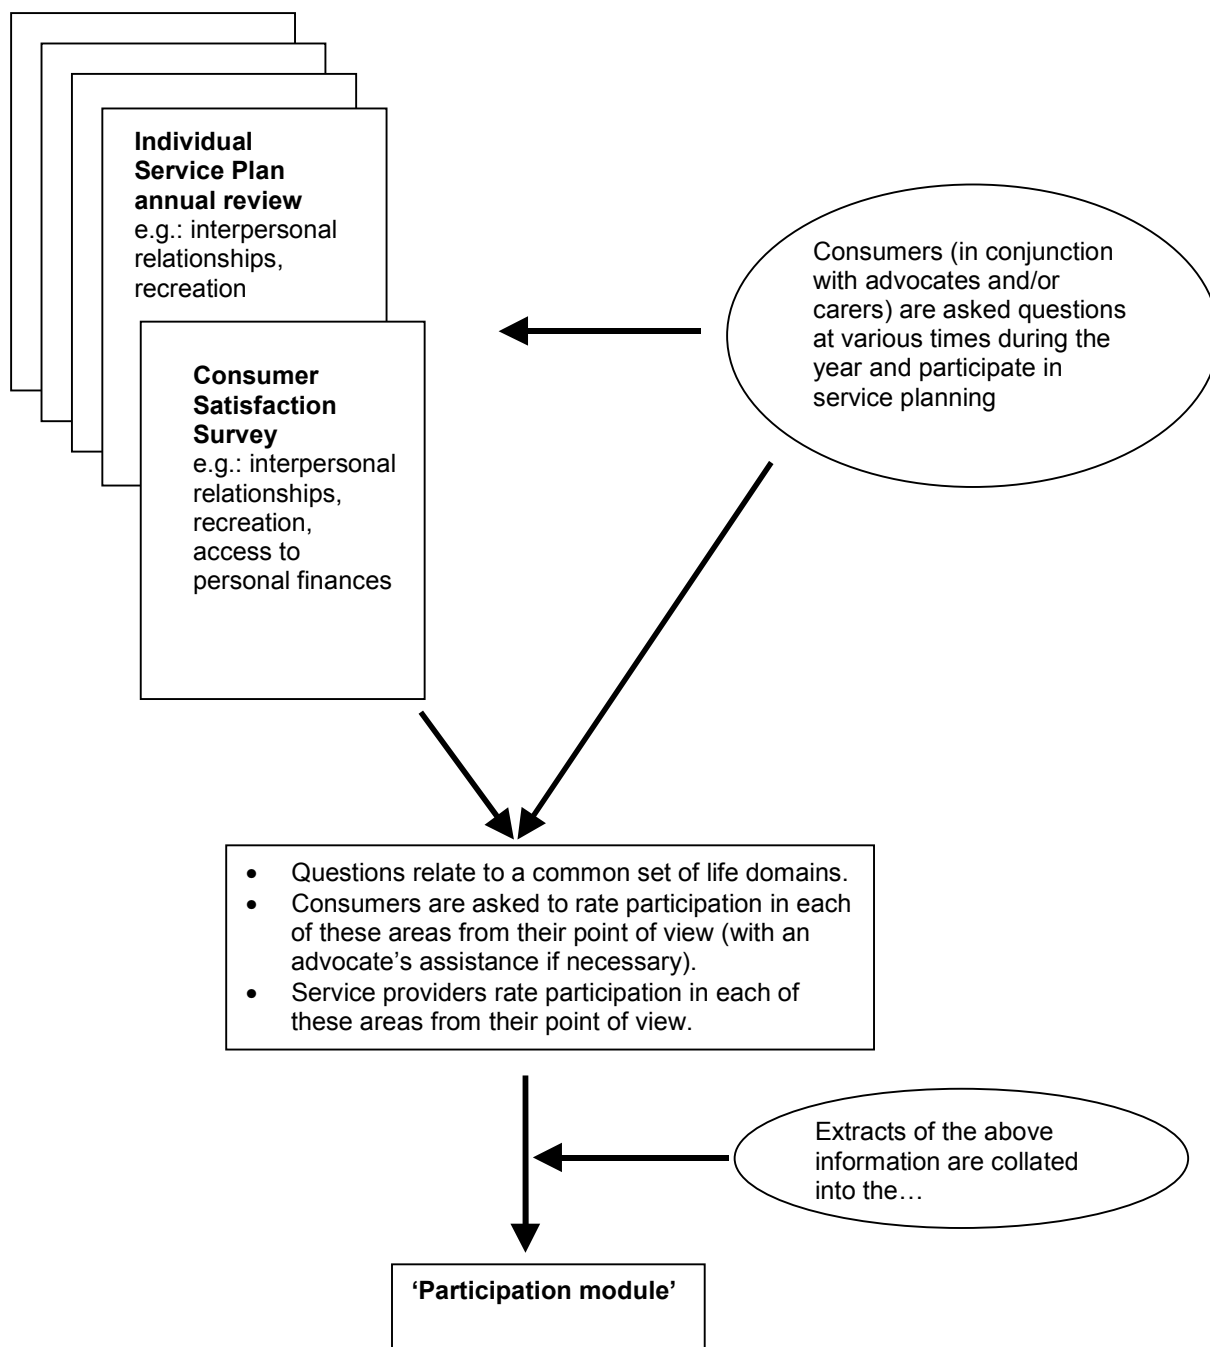 Individual
Service Plan
annual review
e.g.: interpersonal
relationships,
recreation
Consumers (in conjunction
with advocates and/or
carers) are asked questions
at various times during the
year and participate in
service planning
Consumer
Satisfaction
Survey
e.g.: interpersonal
relationships,
recreation,
access to
personal finances
• Questions relate to a common set of life domains.
• Consumers are asked to rate participation in each
of these areas from their point of view (with an
advocate’s assistance if necessary).
• Service providers rate participation in each of
these areas from their point of view.
Extracts of the above
information are collated
into the…
‘Participation module’